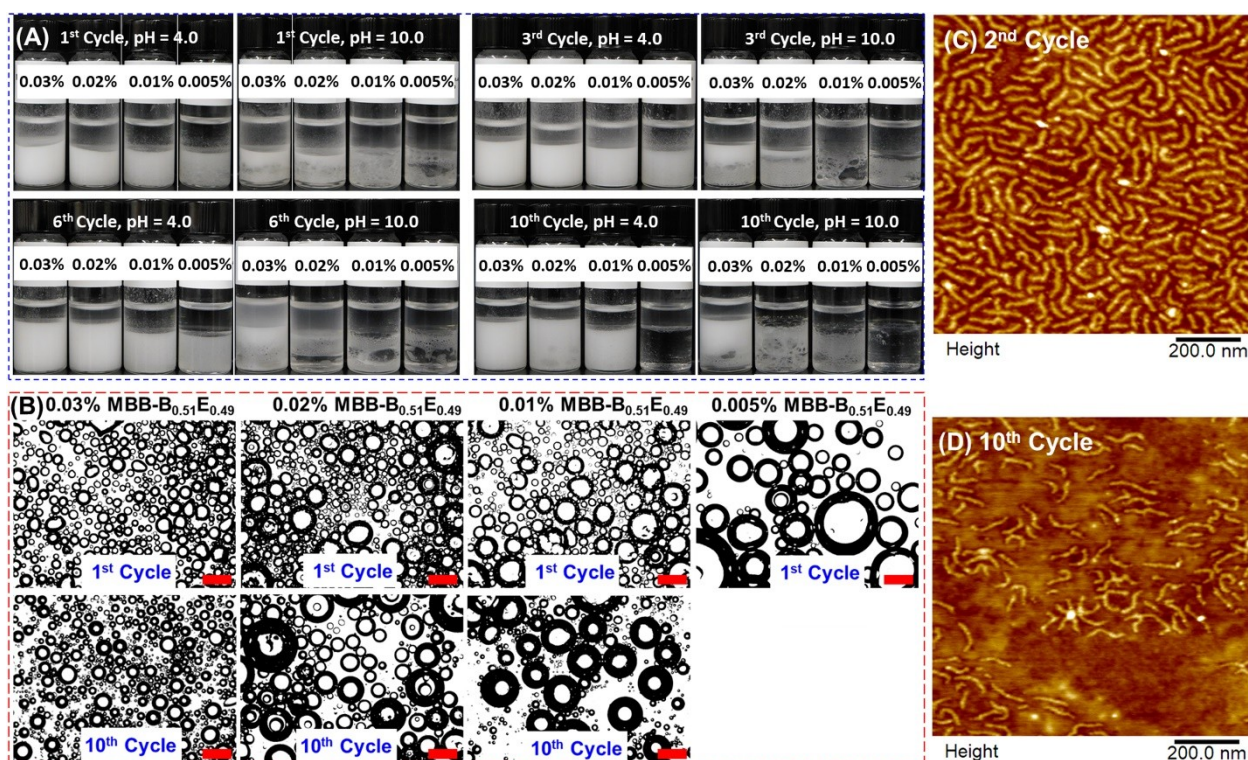 (A)
1st Cycle, pH = 4.0
0.03% 0.02% 0.01% 0.005%
1st Cycle, pH = 10.0
0.03% 0.02% 0.01% 0.005%
3rd Cycle, pH = 4.0
0.03% 0.02% 0.01% 0.005%
3rd Cycle, pH = 10.0
0.03% 0.02% 0.01% 0.005%
6th Cycle, pH = 4.0
0.03% 0.02% 0.01% 0.005%
6th Cycle, pH = 10.0
0.03% 0.02% 0.01% 0.005%
10th Cycle, pH = 4.0
0.03% 0.02% 0.01% 0.005%
10th Cycle, pH = 10.0
0.03% 0.02% 0.01% 0.005%
(B) 0.03% MBB-B0.51E0.49
0.02% MBB-B0.51E0.49
0.01% MBB-B0.51E0.49
0.005% MBB-B0.51E0.49
1st Cycle
1st Cycle
1st Cycle
1st Cycle
10th Cycle
10th Cycle
10th Cycle
(C) 2nd Cycle
Height
200.0 nm
(D) 10th Cycle
Height
200.0 nm